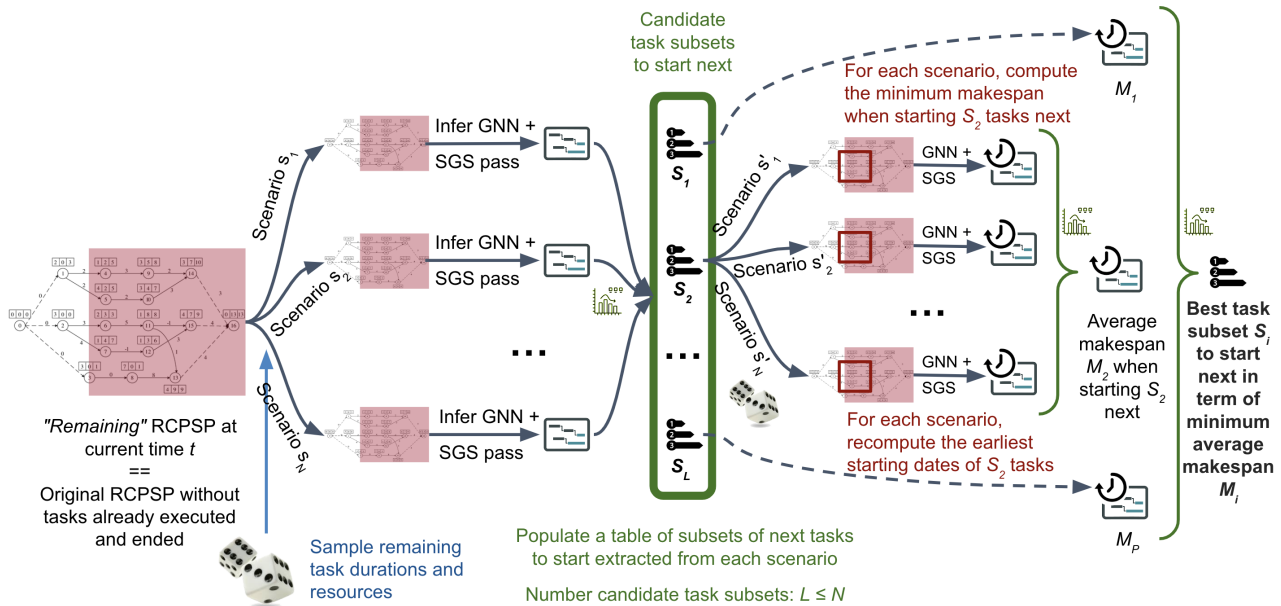 Candidate
task subsets
to start next
For each scenario, compute
the minimum makespan
when starting S2 tasks next
M1
Scenario s1
Infer GNN +
SGS pass
S1
Scenario s'1
GNN +
SGS
Scenario s2
Infer GNN +
SGS pass
S2
Scenario s'2
GNN +
SGS
...
...
...
Scenario sN
Infer GNN +
SGS pass
SL
Scenario s'N
GNN +
SGS
Average
makespan
M2 when
starting S2
next
Best task
subset Si
to start
next in
term of
minimum
average
makespan
Mi
"Remaining" RCPSP at
current time t
==
Original RCPSP without
tasks already executed
and ended
For each scenario,
recompute the earliest
starting dates of S2 tasks
MP
Sample remaining
task durations and
resources
Populate a table of subsets of next tasks
to start extracted from each scenario
Number candidate task subsets: L ≤ N